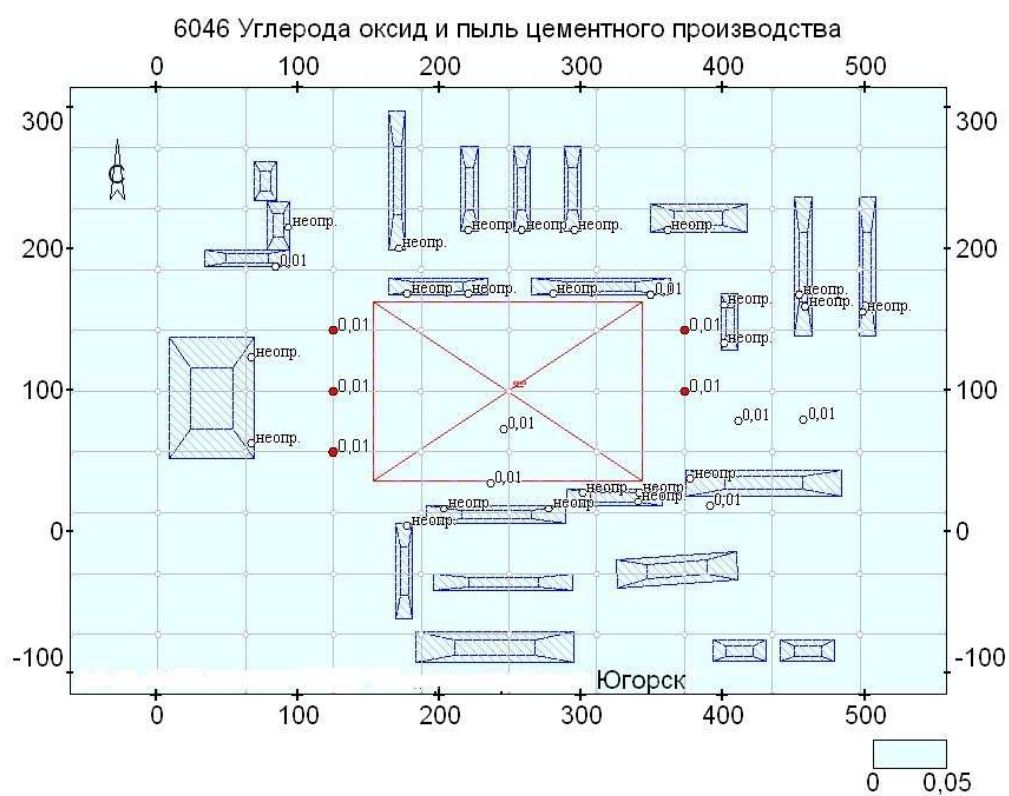 6046 Углерода оксид и пыль цементного производства
0 100 200 300 400 500
300 300
С
неопр.
неопр. неопр. неопр. неопр.
200 неопр. 200
0,01
неопр. неопр. неопр. 0,01 неопр. неопр.
неопр. неопр.
0,01 0,01
неопр. неопр.
100 0,01 0,01 100
0,01 0,01 0,01
неопр. 0,01
0,01 неопр.
неопр. неопр. неопр. неопр. неопр. 0,01
0 неопр. 0
-100 -100
Югорск
0 100 200 300 400 500
0 0,05